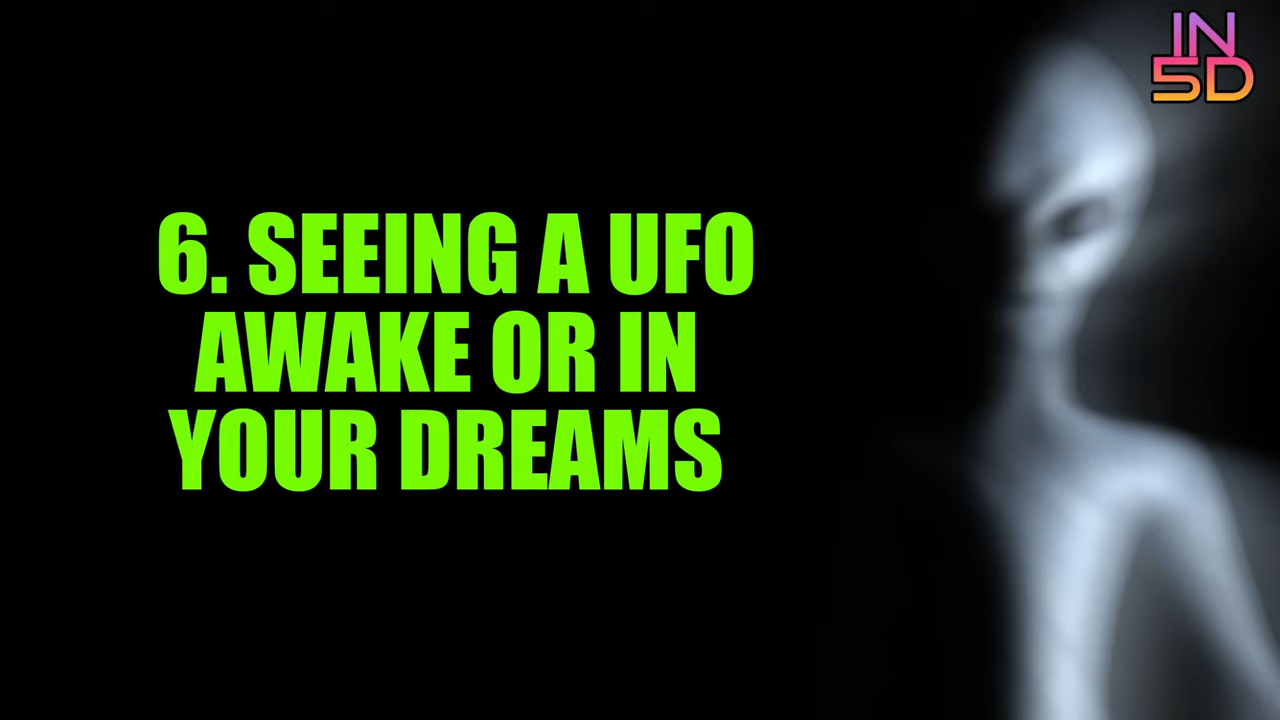 IN
5D
6. SEEING A UFO
AWAKE OR IN
YOUR DREAMS